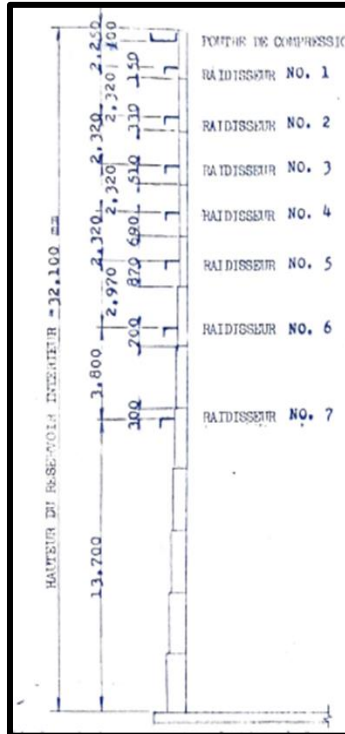 POUTRE DE COMPRESSIO
RAIDISSEUR NO. 1
RAIDISSEUR NO. 2
RAIDISSEUR NO. 3
RAIDISSEUR NO. 4
RAIDISSEUR NO. 5
RAIDISSEUR NO. 6
RAIDISSEUR NO. 7
HAUTEUR DU RESERVOIR INTERIEUR =32.100 mm
2.250
2.320
2.320
2.320
2.320
2.970
3.800
13.700
150
330
510
690
870
700